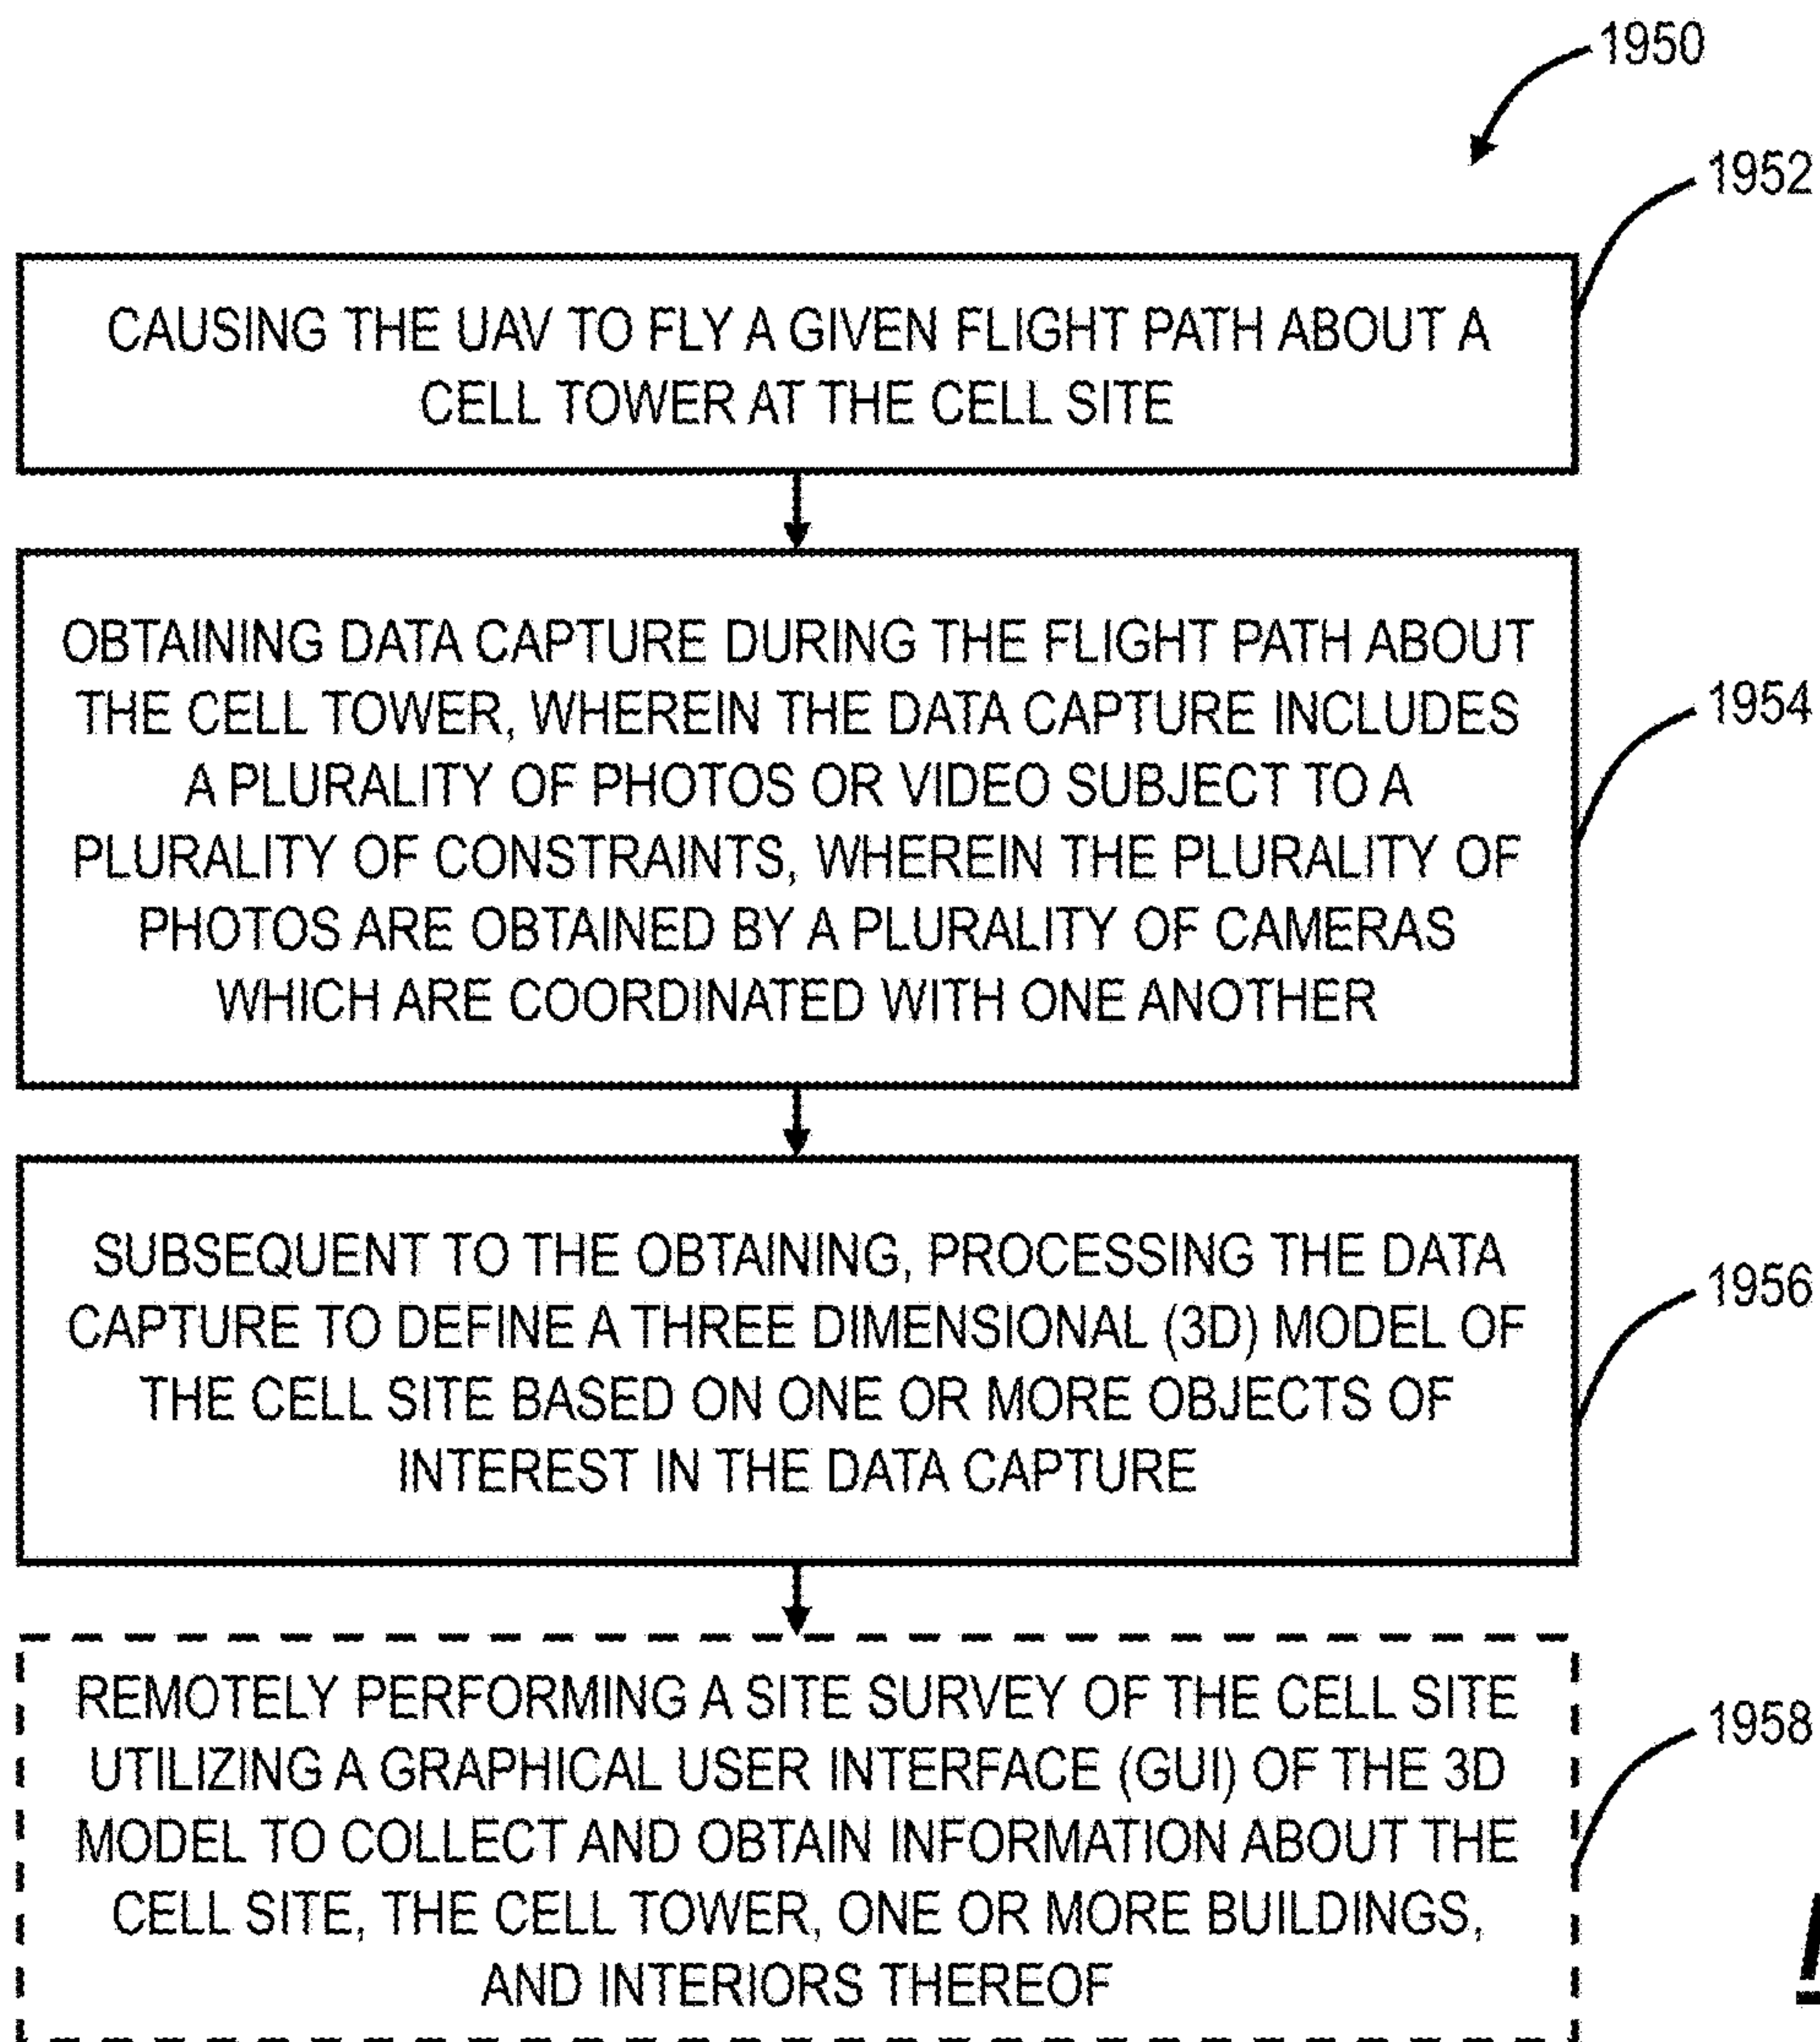 1950
1952
CAUSING THE UAV TO FLY A GIVEN FLIGHT PATH ABOUT A
CELL TOWER AT THE CELL SITE
OBTAINING DATA CAPTURE DURING THE FLIGHT PATH ABOUT
THE CELL TOWER, WHEREIN THE DATA CAPTURE INCLUDES
A PLURALITY OF PHOTOS OR VIDEO SUBJECT TO A
PLURALITY OF CONSTRAINTS, WHEREIN THE PLURALITY OF
PHOTOS ARE OBTAINED BY A PLURALITY OF CAMERAS
WHICH ARE COORDINATED WITH ONE ANOTHER
1954
SUBSEQUENT TO THE OBTAINING, PROCESSING THE DATA
CAPTURE TO DEFINE A THREE DIMENSIONAL (3D) MODEL OF
THE CELL SITE BASED ON ONE OR MORE OBJECTS OF
INTEREST IN THE DATA CAPTURE
1956
REMOTELY PERFORMING A SITE SURVEY OF THE CELL SITE
UTILIZING A GRAPHICAL USER INTERFACE (GUI) OF THE 3D
MODEL TO COLLECT AND OBTAIN INFORMATION ABOUT THE
CELL SITE, THE CELL TOWER, ONE OR MORE BUILDINGS,
AND INTERIORS THEREOF
1958